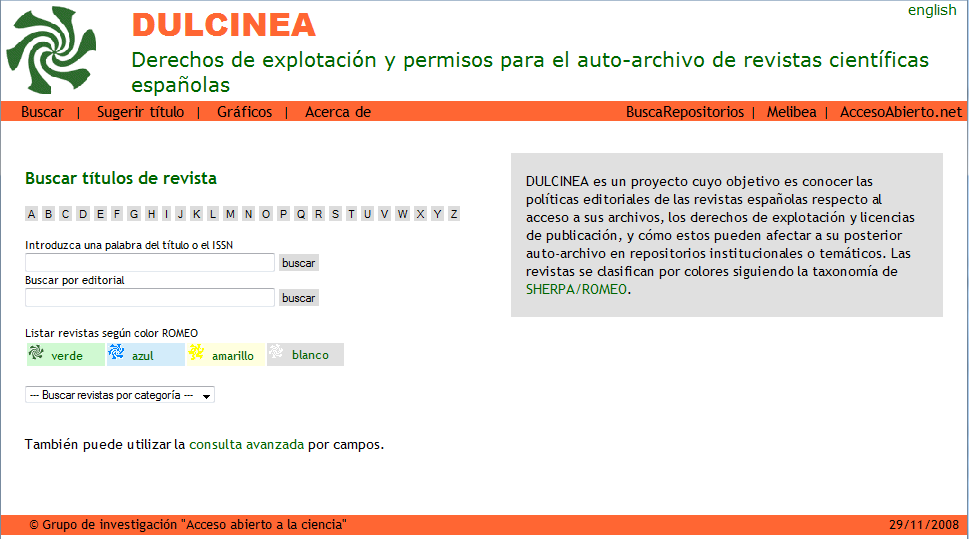 english
DULCINEA
Derechos de explotación y permisos para el auto-archivo de revistas científicas
españolas
Buscar | Sugerir título | Gráficos | Acerca de BuscaRepositorios | Melibea | AccesoAbierto.net
Buscar títulos de revista
A B C D E F G H I J K L M N O P Q R S T U V W X Y Z
Introduzca una palabra del título o el ISSN
buscar
Buscar por editorial
buscar
Listar revistas según color ROMEO
verde azul amarillo blanco
--- Buscar revistas por categoría ---
También puede utilizar la consulta avanzada por campos.
DULCINEA es un proyecto cuyo objetivo es conocer las
políticas editoriales de las revistas españolas respecto al
acceso a sus archivos, los derechos de explotación y licencias
de publicación, y cómo estos pueden afectar a su posterior
auto-archivo en repositorios institucionales o temáticos. Las
revistas se clasifican por colores siguiendo la taxonomía de
SHERPA/ROMEO.
© Grupo de investigación "Acceso abierto a la ciencia" 29/11/2008